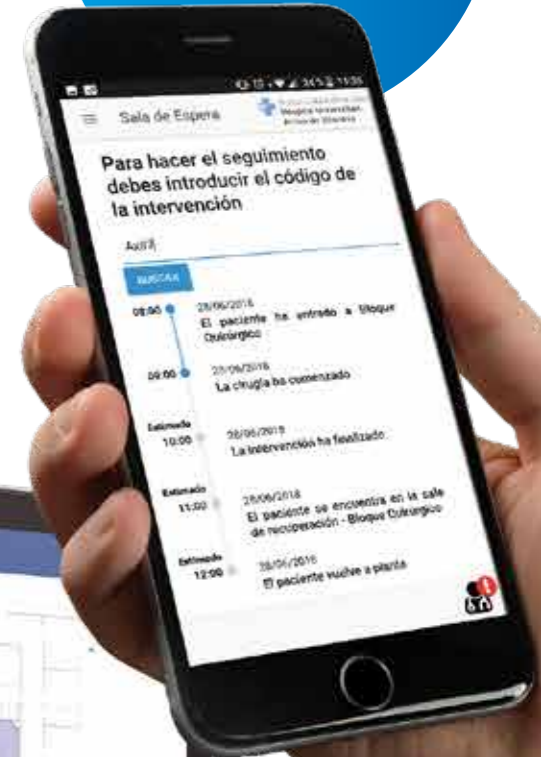 Sala de Espera
Hospital Universitari
Para hacer el seguimiento
debes introducir el código de
la intervención
BUSCAR
08:00
28/06/2018
El paciente ha entrado a Bloque
Quirúrgico
09:00
28/06/2018
La cirugía ha comenzado
Estimado
10:00
28/06/2018
La intervención ha finalizado
Estimado
11:00
28/06/2018
El paciente se encuentra en la sala
de recuperación - Bloque Quirúrgico
Estimado
12:00
28/06/2018
El paciente vuelve a planta